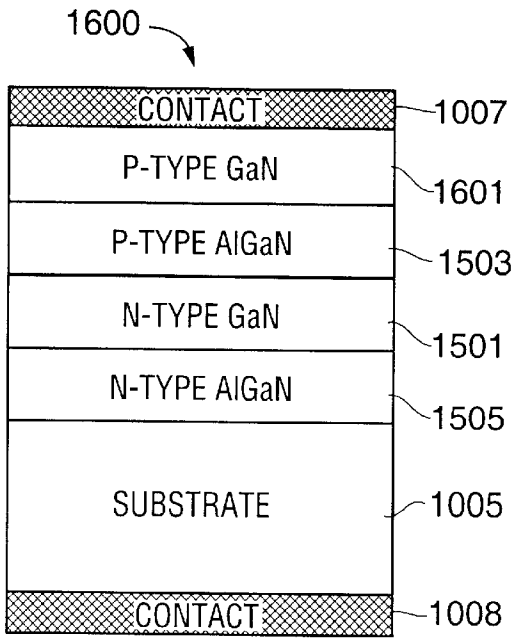 1600
CONTACT 1007
P-TYPE GaN 1601
P-TYPE AlGaN 1503
N-TYPE GaN 1501
N-TYPE AlGaN 1505
SUBSTRATE 1005
CONTACT 1008